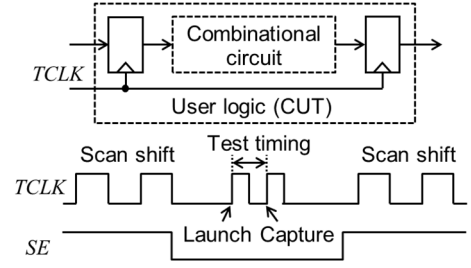 Combinational
circuit
TCLK
User logic (CUT)
Test timing
Scan shift
Scan shift
TCLK
Launch Capture
SE